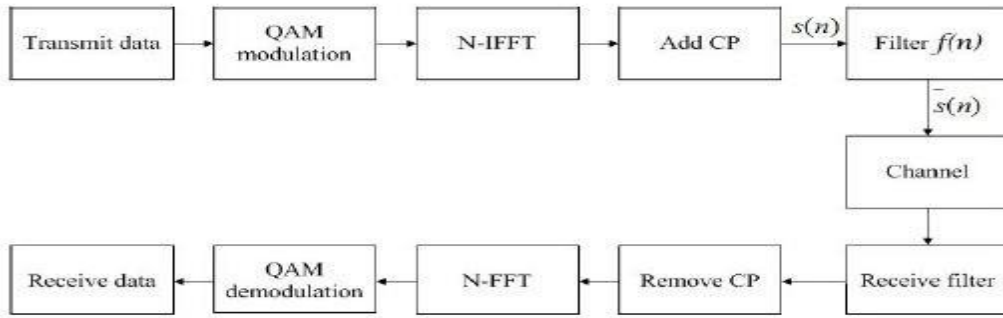 Transmit data
QAM
modulation
N-IFFT
Add CP
s(n)
Filter f(n)
s̄(n)
Channel
Receive data
QAM
demodulation
N-FFT
Remove CP
Receive filter